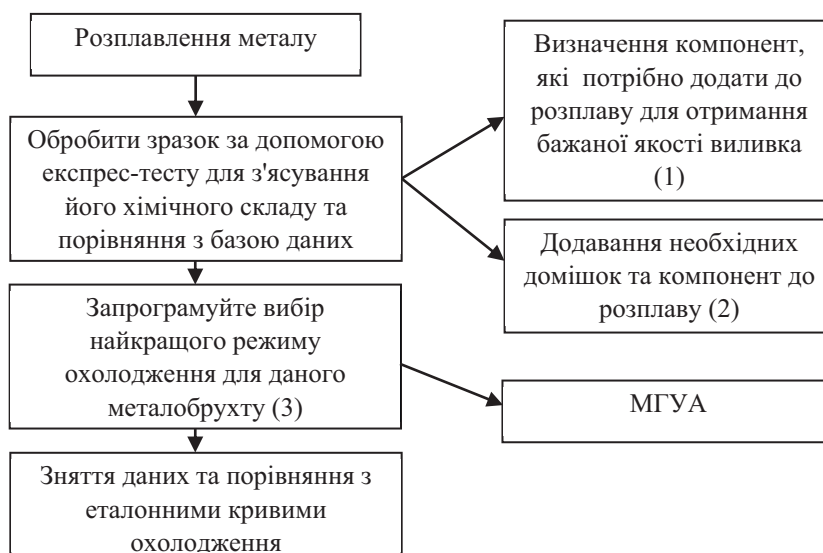 Розплавлення металу
Обробити зразок за допомогою
експрес-тесту для з'ясування
його хімічного складу та
порівняння з базою даних
Запрограмуйте вибір
найкращого режиму
охолодження для даного
металобрухту (3)
Зняття даних та порівняння з
еталонними кривими
охолодження
Визначення компонент,
які потрібно додати до
розплаву для отримання
бажаної якості виливка
(1)
Додавання необхідних
домішок та компонент до
розплаву (2)
МГУА